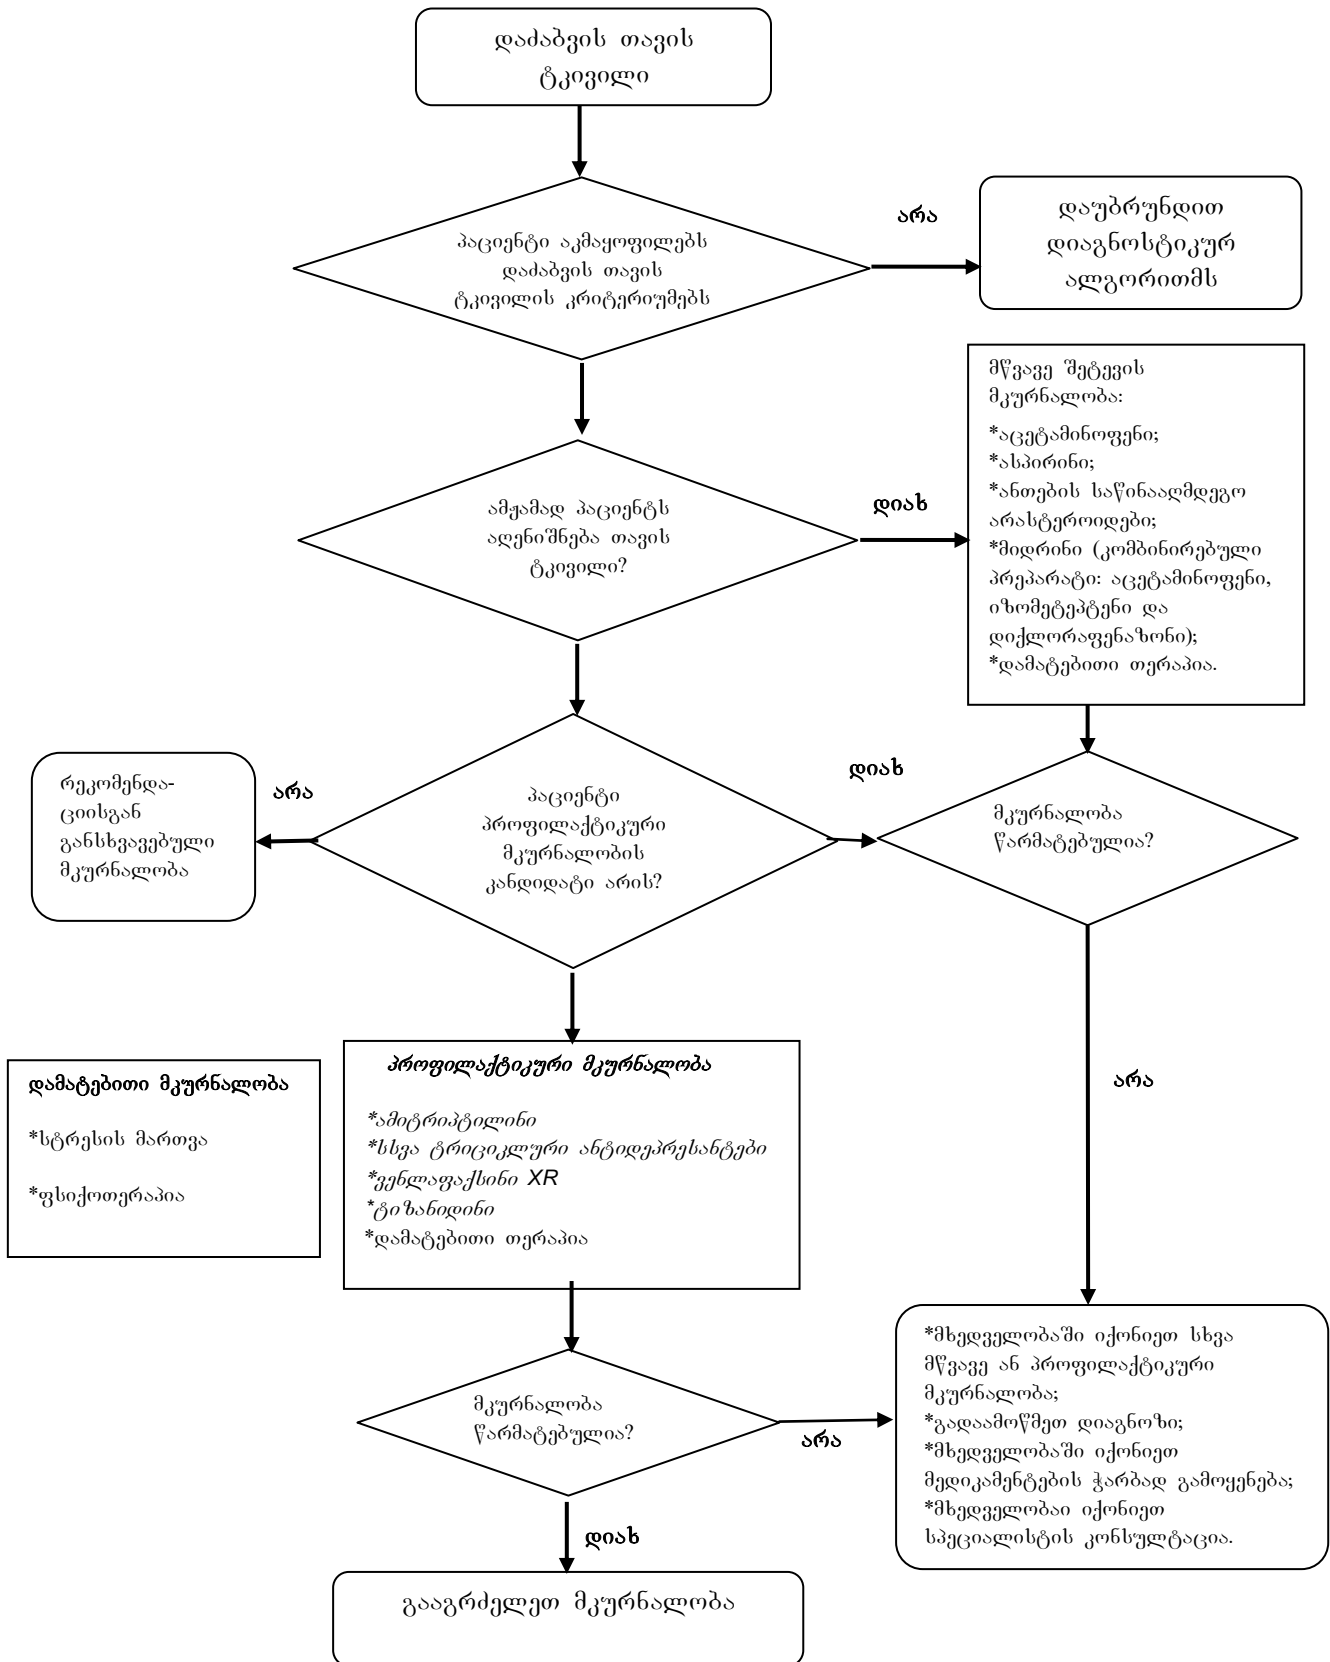 დაძაბვის თავის
ტკივილი
არა
დაუბრუნდით
დიაგნოსტიკურ
ალგორითმს
პაციენტი აკმაყოფილებს
დაძაბვის თავის
ტკივილის კრიტერიუმებს
მწვავე შეტევის
მკურნალობა:
*აცეტამინოფენი;
*ასპირინი;
*ანთების საწინააღმდეგო
არასტეროიდები;
*მიდრინი (კომბინირებული
პრეპარატი: აცეტამინოფენი,
იზომეტეპტენი და
დიქლორაფენაზონი);
*დამატებითი თერაპია.
ამჟამად პაციენტს
აღენიშნება თავის
ტკივილი?
დიახ
რეკომენდა-
ციისგან
განსხვავებული
მკურნალობა
არა
პაციენტი
პროფილაქტიკური
მკურნალობის
კანდიდატი არის?
დიახ
მკურნალობა
წარმატებულია?
დამატებითი მკურნალობა
*სტრესის მართვა
*ფსიქოთერაპია
პროფილაქტიკური მკურნალობა
*ამიტრიპტილინი
*სსვა ტრიციკლური ანტიდეპრესანტები
*ვენლაფაქსინი XR
*ტიზანიდინი
*დამატებითი თერაპია
არა
მკურნალობა
წარმატებულია?
არა
*მხედველობაში იქონიეთ სხვა
მწვავე ან პროფილაქტიკური
მკურნალობა;
*გადაამოწმეთ დიაგნოზი;
*მხედველობაში იქონიეთ
მედიკამენტების ჭარბად გამოყენება;
*მხედველობაი იქონიეთ
სპეციალისტის კონსულტაცია.
დიახ
გააგრძელეთ მკურნალობა